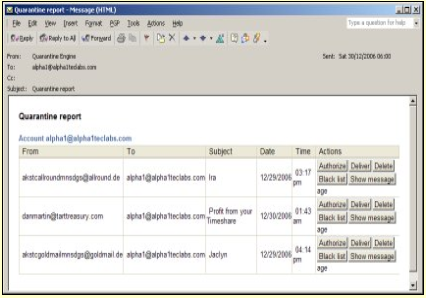 Quarantine report - Message (HTML)
File Edit View Insert Format PGP Tools Actions Help
Type a question for help
Reply Reply to All Forward
From: Quarantine Engine
Sent: Sat 30/12/2006 06:00
To: alpha1@alpha1teclabs.com
Cc:
Subject: Quarantine report
Quarantine report
Account alpha1@alpha1teclabs.com
From To Subject Date Time Actions
akstcallroundmnsdgs@allround.de alpha1@alpha1teclabs.com Ira 12/29/2006 03:17 pm Authorize Deliver Delete
Black list Show message
age
danmartin@tarttreasury.com alpha1@alpha1teclabs.com Profit from your Timeshare 12/30/2006 01:43 am Authorize Deliver Delete
Black list Show message
age
akstcgoldmailmnsdgs@goldmail.de alpha1@alpha1teclabs.com Jaclyn 12/29/2006 04:14 pm Authorize Deliver Delete
Black list Show message
age